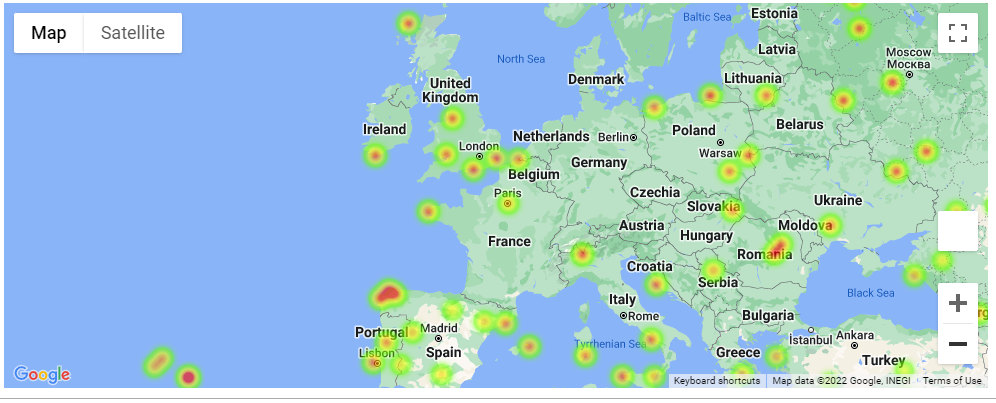 Map
Satellite
Baltic Sea
Estonia
North Sea
Latvia
Moscow
Москва
Denmark
Lithuania
United
Kingdom
Ireland
Netherlands
Berlin
Poland
Belarus
London
Warsaw
Germany
Belgium
Czechia
Paris
Slovakia
Ukraine
Austria
Moldova
Hungary
France
Romania
Croatia
Serbia
Black Sea
Italy
Rome
Bulgaria
Portugal
Madrid
İstanbul
Ankara
Tyrrhenian Sea
Lisbon
Spain
Greece
Turkey
Google
Keyboard shortcuts
Map data ©2022 Google, INEGI
Terms of Use